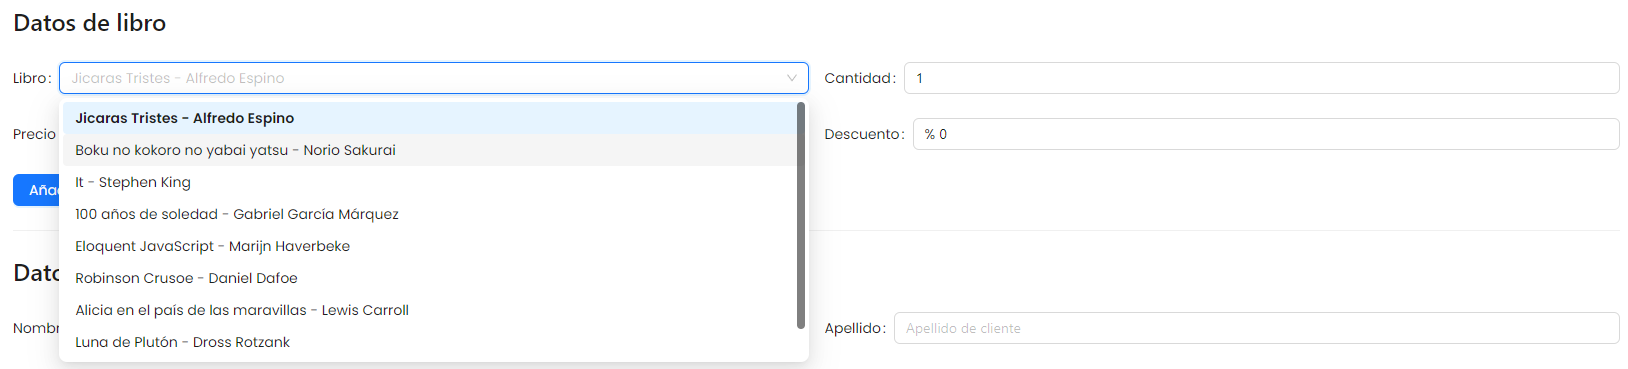 Datos de libro
Libro: Jicaras Tristes - Alfredo Espino
Cantidad: 1
Jicaras Tristes - Alfredo Espino
Precio
Descuento: % 0
Boku no kokoro no yabai yatsu - Norio Sakurai
It - Stephen King
Aña
100 años de soledad - Gabriel García Márquez
Eloquent JavaScript - Marijn Haverbeke
Dato
Robinson Crusoe - Daniel Dafoe
Alicia en el país de las maravillas - Lewis Carroll
Nombr
Apellido: Apellido de cliente
Luna de Plutón - Dross Rotzank